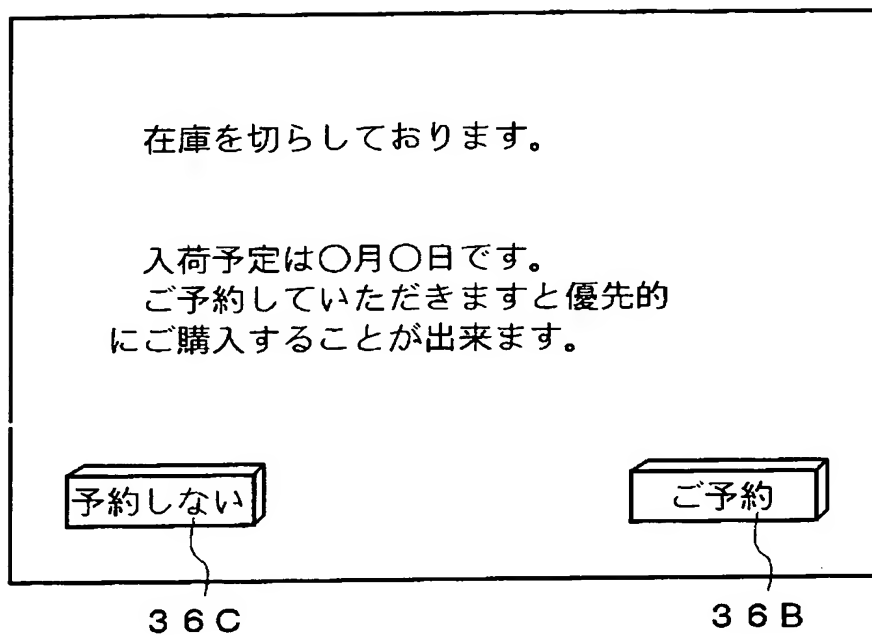 在庫を切らしております。
入荷予定は〇月〇日です。
ご予約していただきますと優先的
にご購入することが出来ます。
予約しない
ご予約
36C
36B